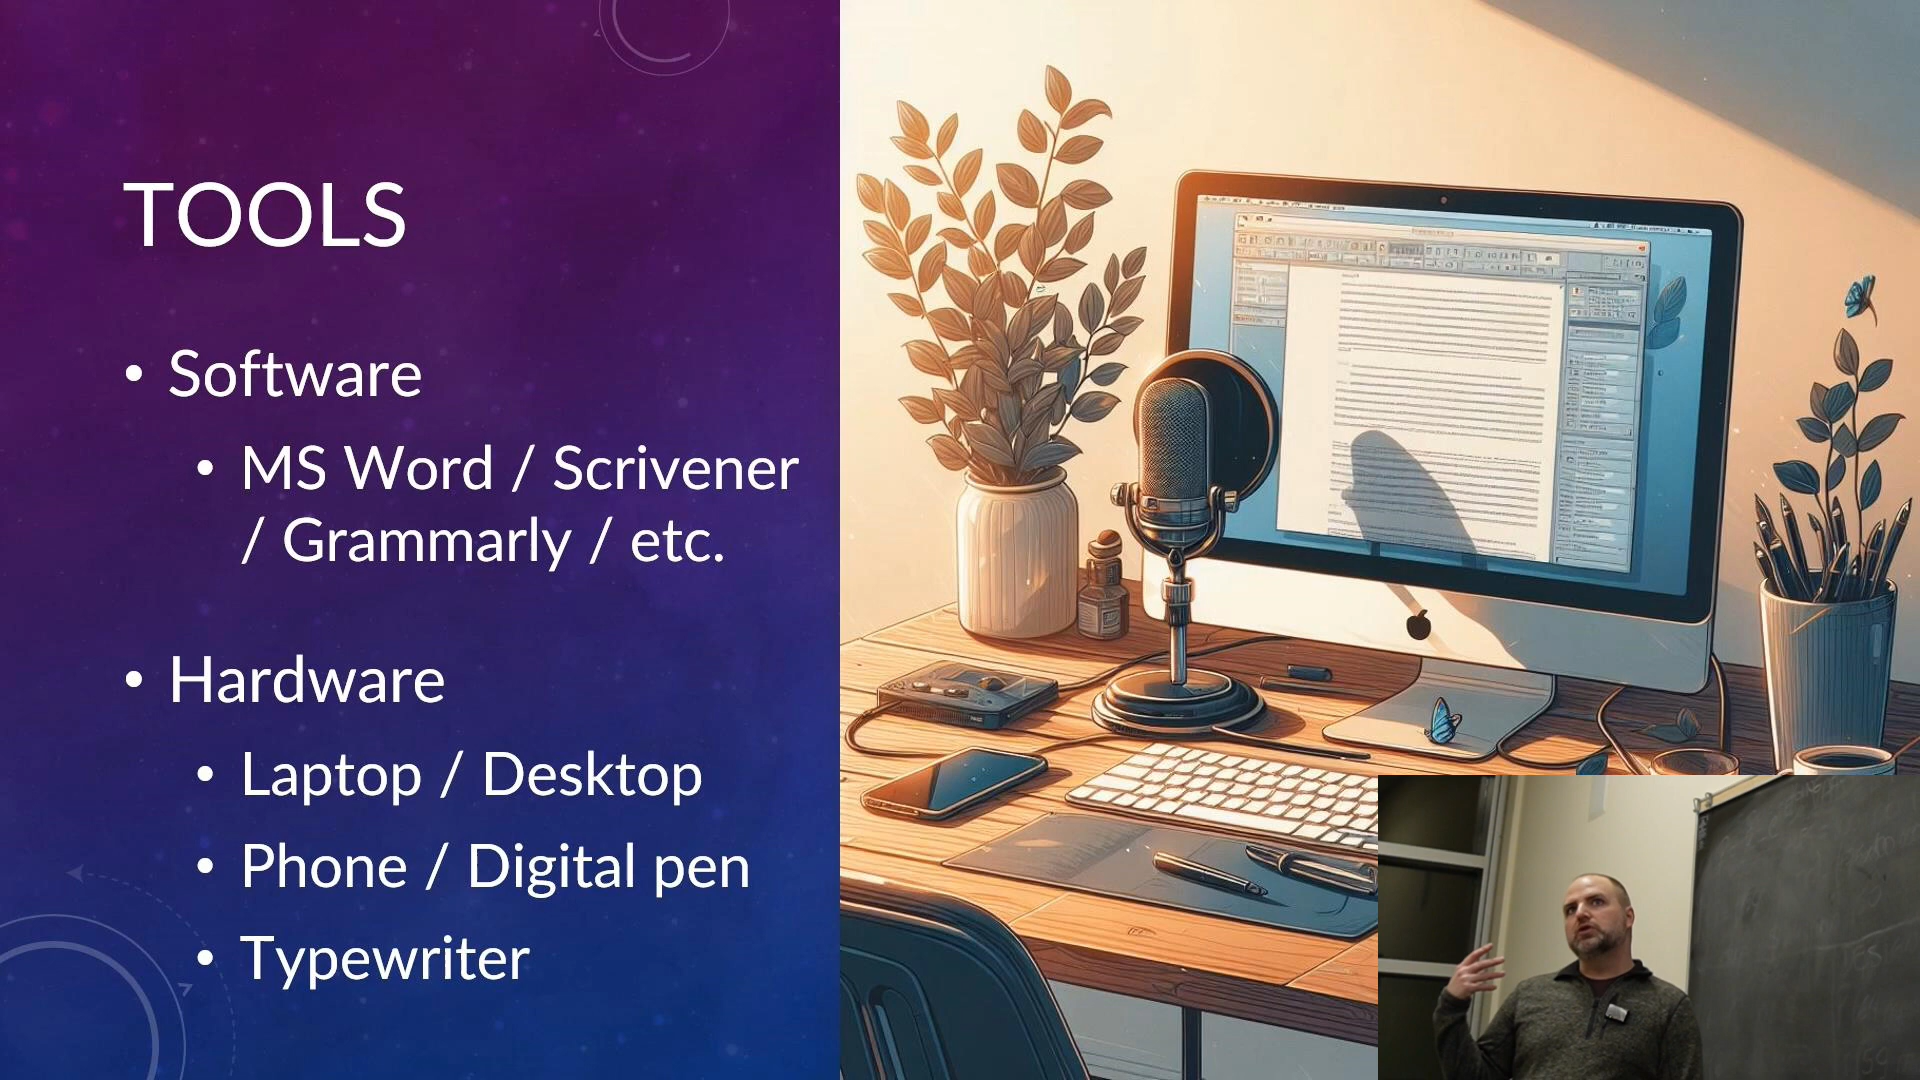 TOOLS
• Software
• MS Word / Scrivener
/ Grammarly / etc.
• Hardware
• Laptop / Desktop
• Phone / Digital pen
• Typewriter